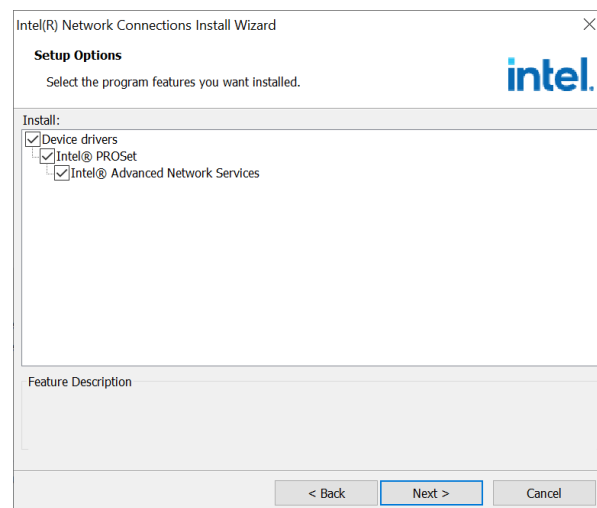 Intel(R) Network Connections Install Wizard
Setup Options
Select the program features you want installed.
intel.
Install:
Device drivers
Intel® PROSet
Intel® Advanced Network Services
Feature Description
< Back
Next >
Cancel